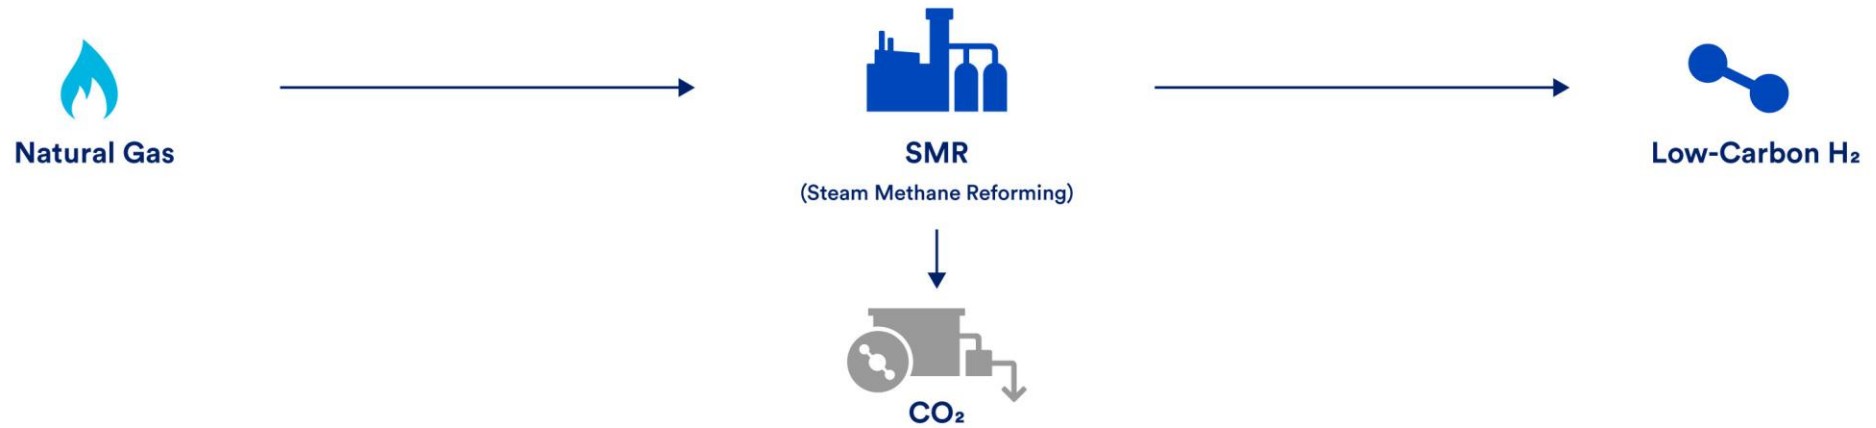 Natural Gas
SMR
(Steam Methane Reforming)
Low-Carbon H₂
CO₂